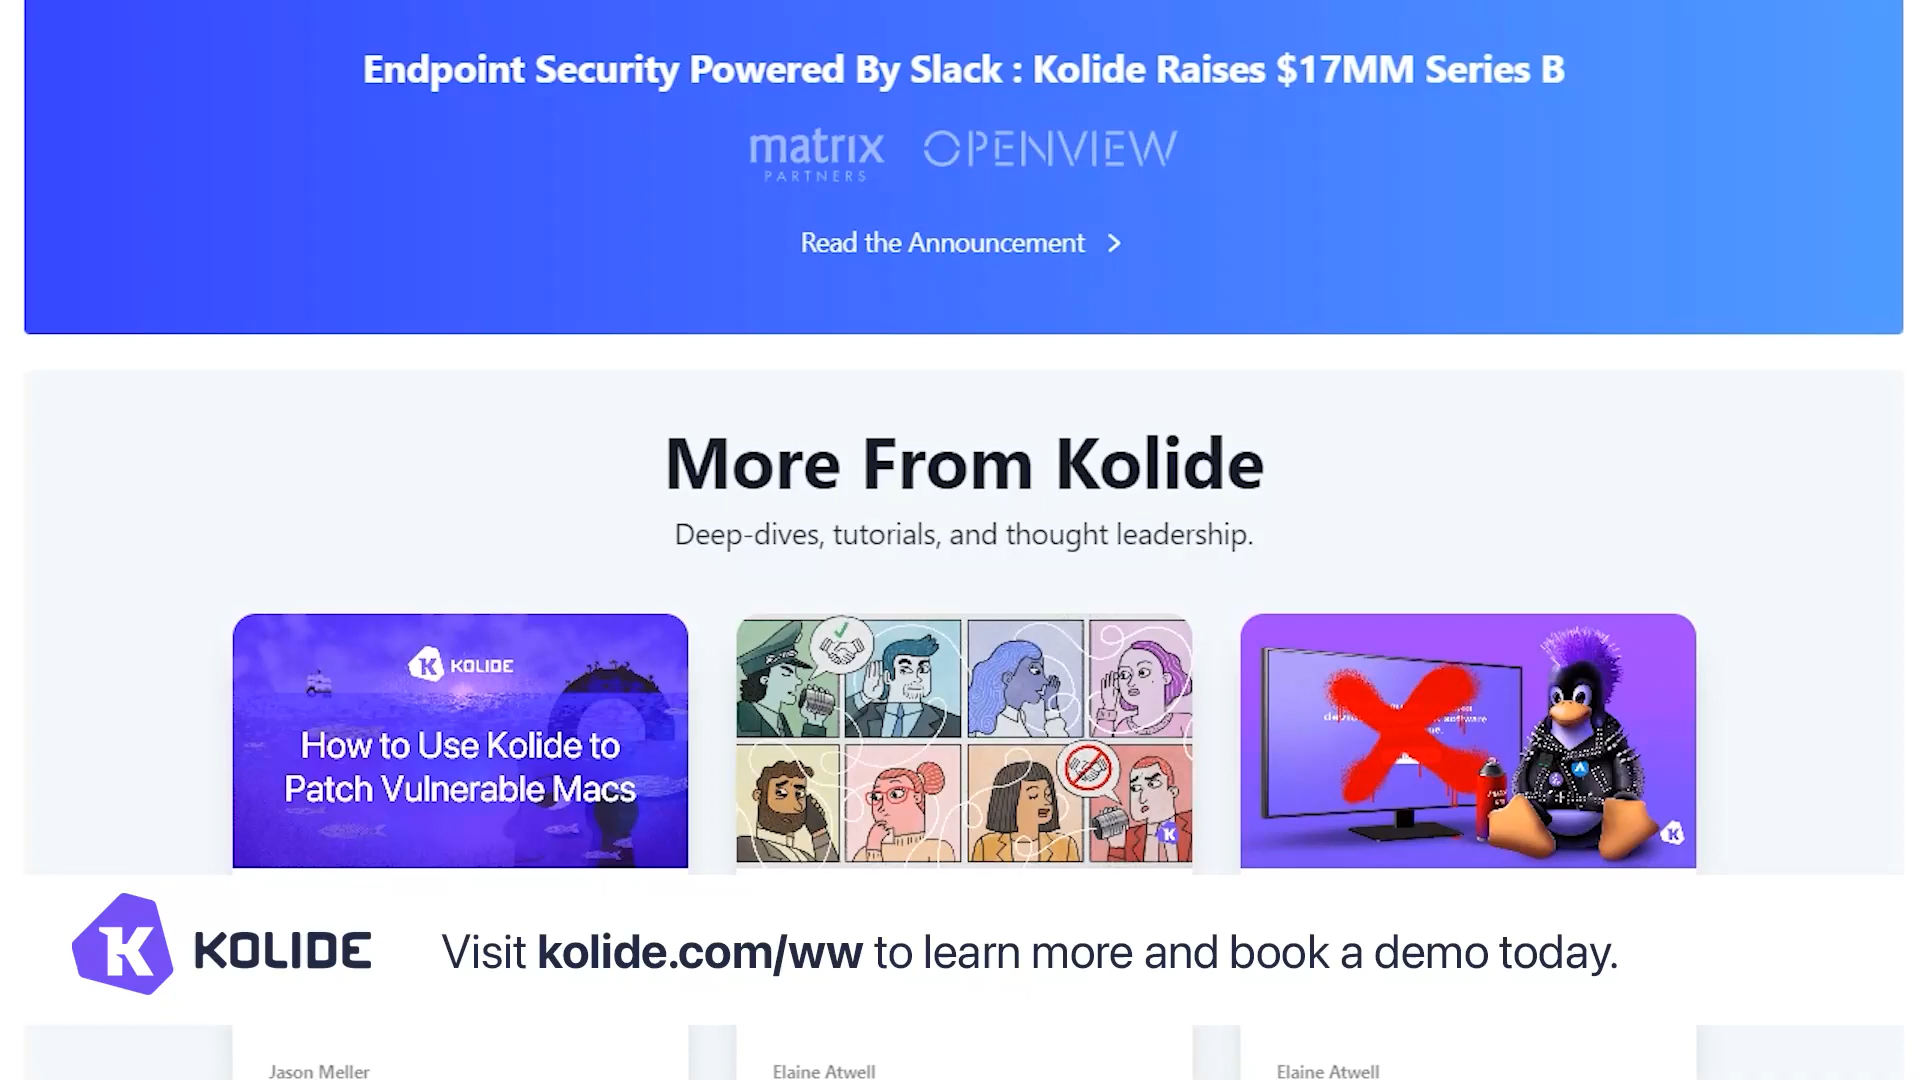 Endpoint Security Powered By Slack : Kolide Raises $17MM Series B
matrix
PARTNERS
OPENVIEW
Read the Announcement
More From Kolide
Deep-dives, tutorials, and thought leadership.
KOLIDE
How to Use Kolide to
Patch Vulnerable Macs
KOLIDE
Visit kolide.com/ww to learn more and book a demo today.
Jason Meller
Elaine Atwell
Elaine Atwell